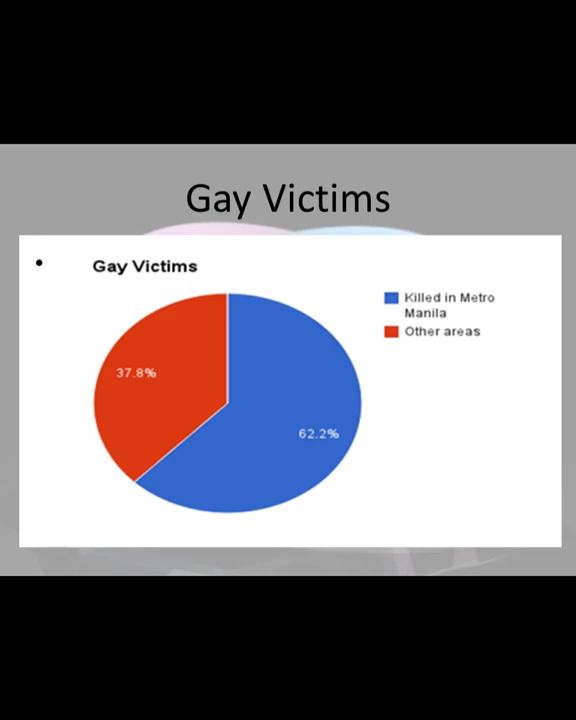 Gay Victims
• Gay Victims
Killed in Metro
Manila
Other areas
37.8%
62.2%